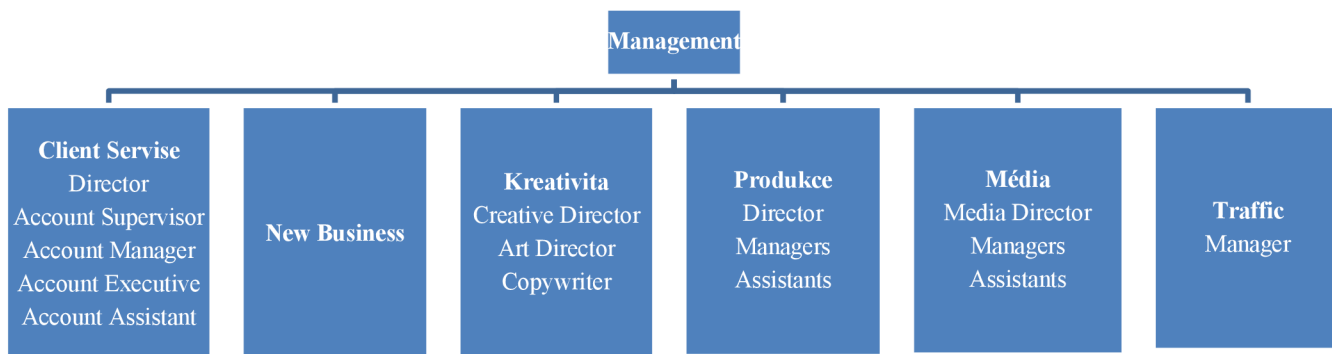 Management
Client Servise
Director
Account Supervisor
Account Manager
Account Executive
Account Assistant
New Business
Kreativita
Creative Director
Art Director
Copywriter
Produkce
Director
Managers
Assistants
Média
Media Director
Managers
Assistants
Traffic
Manager